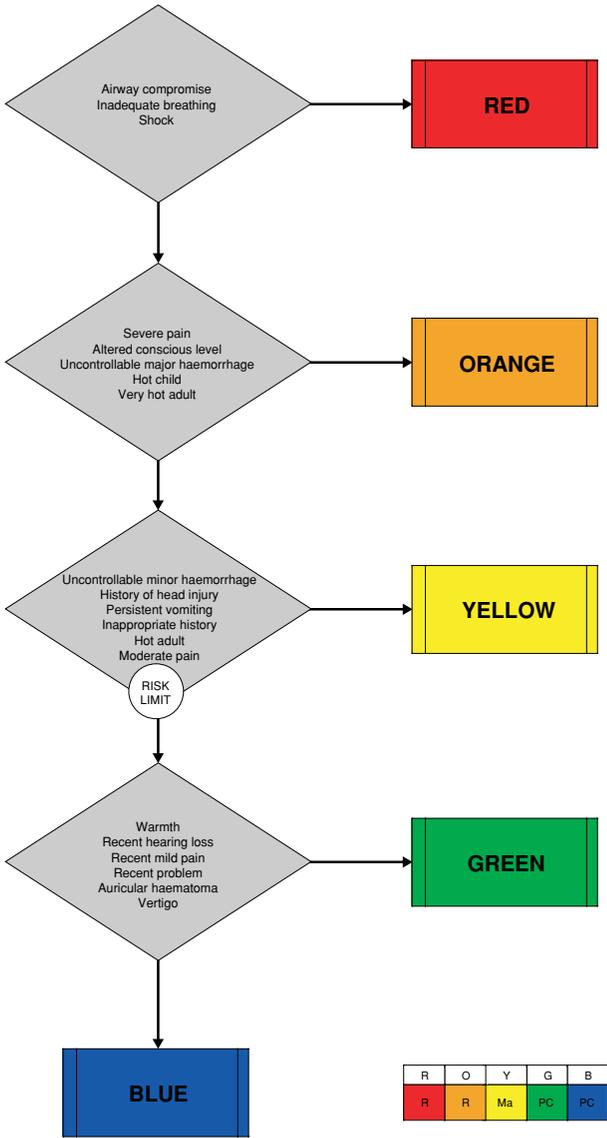 Airway compromise
Inadequate breathing
Shock
RED
Severe pain
Altered conscious level
Uncontrollable major haemorrhage
Hot child
Very hot adult
ORANGE
Uncontrollable minor haemorrhage
History of head injury
Persistent vomiting
Inappropriate history
Hot adult
Moderate pain
YELLOW
RISK
LIMIT
Warmth
Recent hearing loss
Recent mild pain
Recent problem
Auricular haematoma
Vertigo
GREEN
BLUE
R O Y G B
R R Ma PC PC